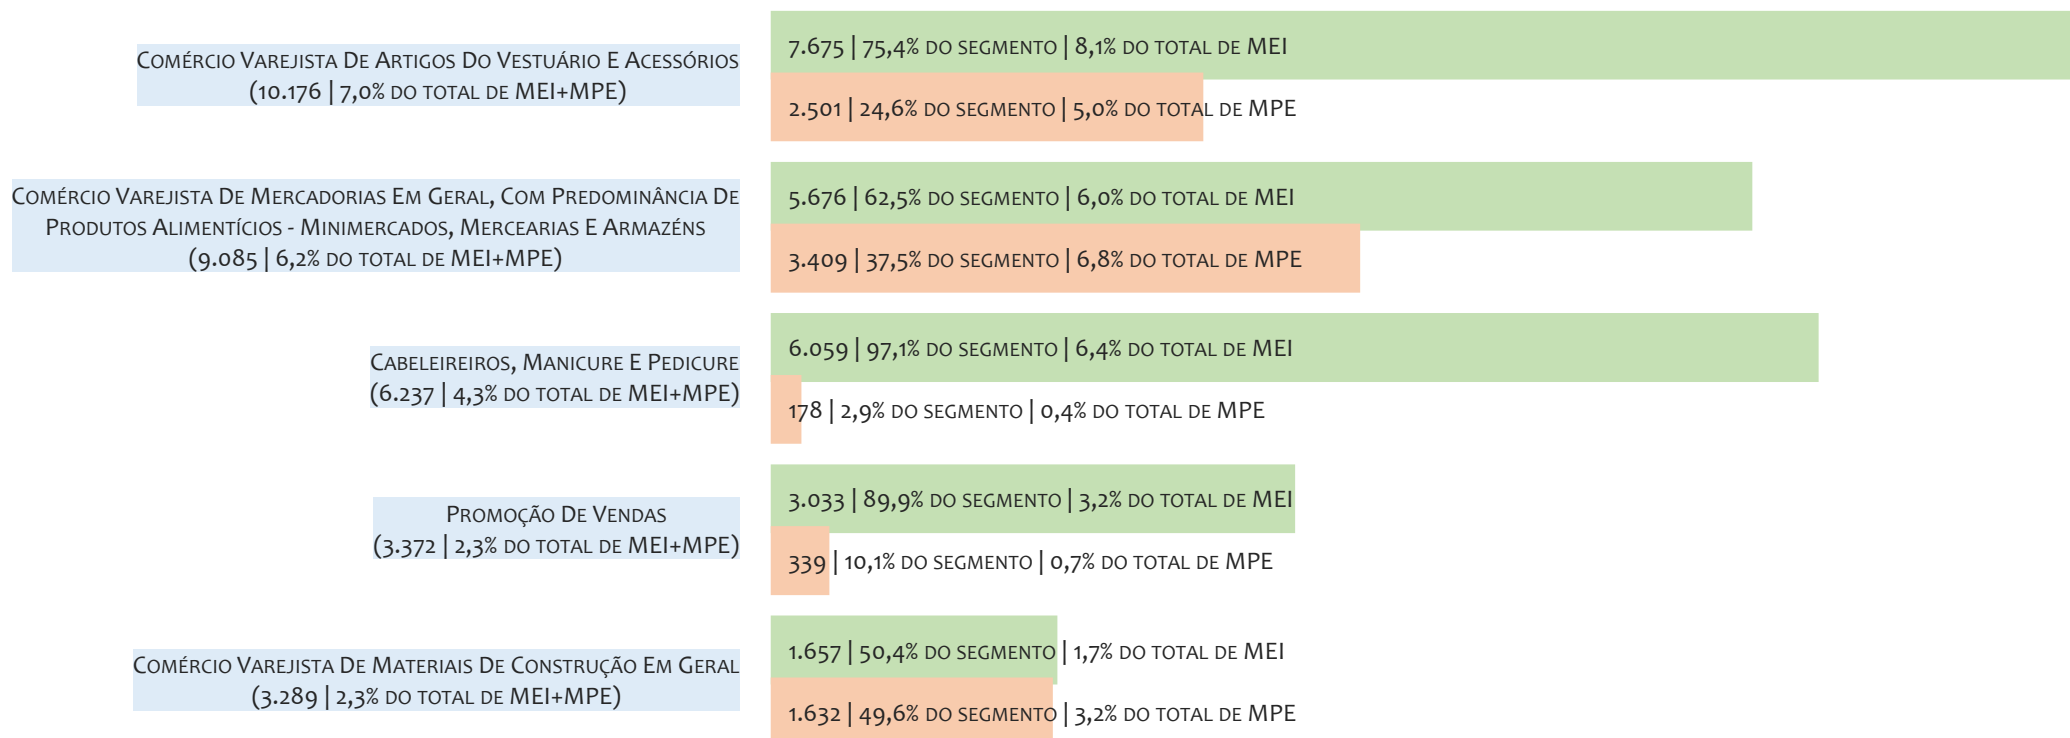 Comércio Varejista De Artigos Do Vestuário E Acessórios
(10.176 | 7,0% do total de MEI+MPE)
7.675 | 75,4% do segmento | 8,1% do total de MEI
2.501 | 24,6% do segmento | 5,0% do total de MPE
Comércio Varejista De Mercadorias Em Geral, Com Predominância De
Produtos Alimentícios - Minimercados, Mercearias E Armazéns
(9.085 | 6,2% do total de MEI+MPE)
5.676 | 62,5% do segmento | 6,0% do total de MEI
3.409 | 37,5% do segmento | 6,8% do total de MPE
Cabeleireiros, Manicure E Pedicure
(6.237 | 4,3% do total de MEI+MPE)
6.059 | 97,1% do segmento | 6,4% do total de MEI
178 | 2,9% do segmento | 0,4% do total de MPE
Promoção De Vendas
(3.372 | 2,3% do total de MEI+MPE)
3.033 | 89,9% do segmento | 3,2% do total de MEI
339 | 10,1% do segmento | 0,7% do total de MPE
Comércio Varejista De Materiais De Construção Em Geral
(3.289 | 2,3% do total de MEI+MPE)
1.657 | 50,4% do segmento | 1,7% do total de MEI
1.632 | 49,6% do segmento | 3,2% do total de MPE